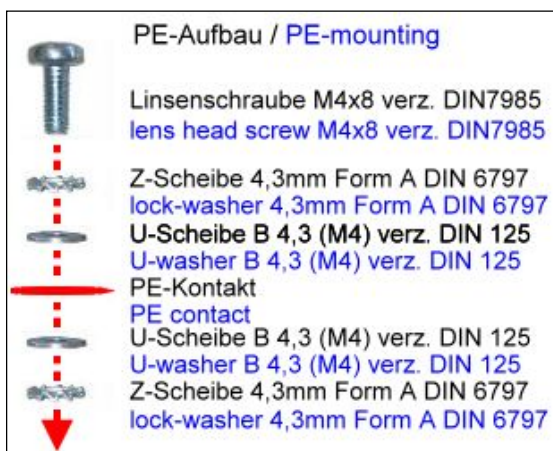 PE-Aufbau / PE-mounting
Linsenschraube M4x8 verz. DIN7985
lens head screw M4x8 verz. DIN7985
Z-Scheibe 4,3mm Form A DIN 6797
lock-washer 4,3mm Form A DIN 6797
U-Scheibe B 4,3 (M4) verz. DIN 125
U-washer B 4,3 (M4) verz. DIN 125
PE-Kontakt
PE contact
U-Scheibe B 4,3 (M4) verz. DIN 125
U-washer B 4,3 (M4) verz. DIN 125
Z-Scheibe 4,3mm Form A DIN 6797
lock-washer 4,3mm Form A DIN 6797